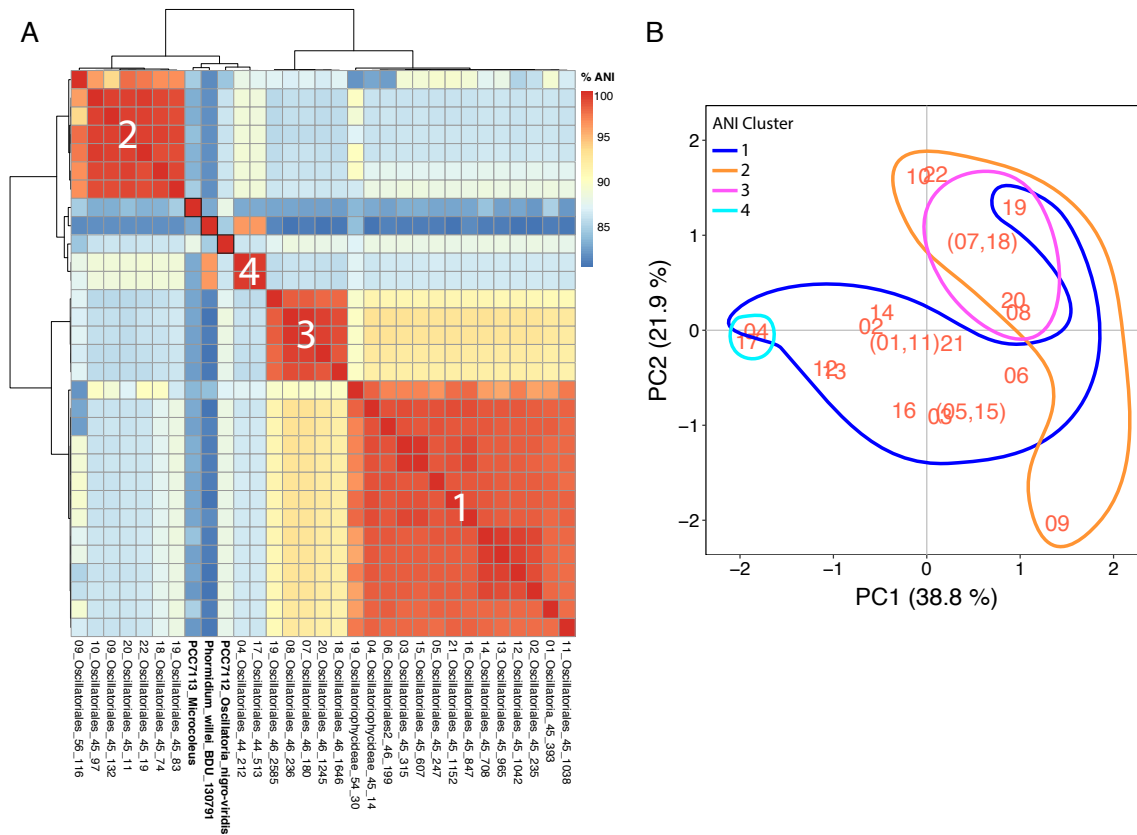 A
% ANI
100
95
90
85
2
4
3
1
09_Oscillatoriales_56_116
10_Oscillatoriales_45_97
09_Oscillatoriales_45_132
20_Oscillatoriales_45_11
22_Oscillatoriales_45_19
18_Oscillatoriales_45_74
19_Oscillatoriales_45_83
PCC7113_Microcoleus
Phormidium_willei_BDU_130791
PCC7112_Oscillatoria_nigro-viridis
04_Oscillatoriales_44_212
17_Oscillatoriales_44_513
19_Oscillatoriales_46_2585
08_Oscillatoriales_46_236
07_Oscillatoriales_46_180
20_Oscillatoriales_46_1245
18_Oscillatoriales_46_1646
19_Oscillatoriophycideae_54_30
04_Oscillatoriophycideae_45_14
06_Oscillatoriales2_46_199
03_Oscillatoriales_45_315
15_Oscillatoriales_45_607
05_Oscillatoriales_45_247
21_Oscillatoriales_45_1152
16_Oscillatoriales_45_847
14_Oscillatoriales_45_708
13_Oscillatoriales_45_965
12_Oscillatoriales_45_1042
02_Oscillatoriales_45_235
01_Oscillatoria_45_393
11_Oscillatoriales_45_1038
B
ANI Cluster
1
2
3
4
PC2 (21.9 %)
2
1
0
−1
−2
10
22
19
(07,18)
20
08
14
02
(01,11)
21
04
17
12
13
06
16
03
(05,15)
09
−2
−1
0
1
2
PC1 (38.8 %)